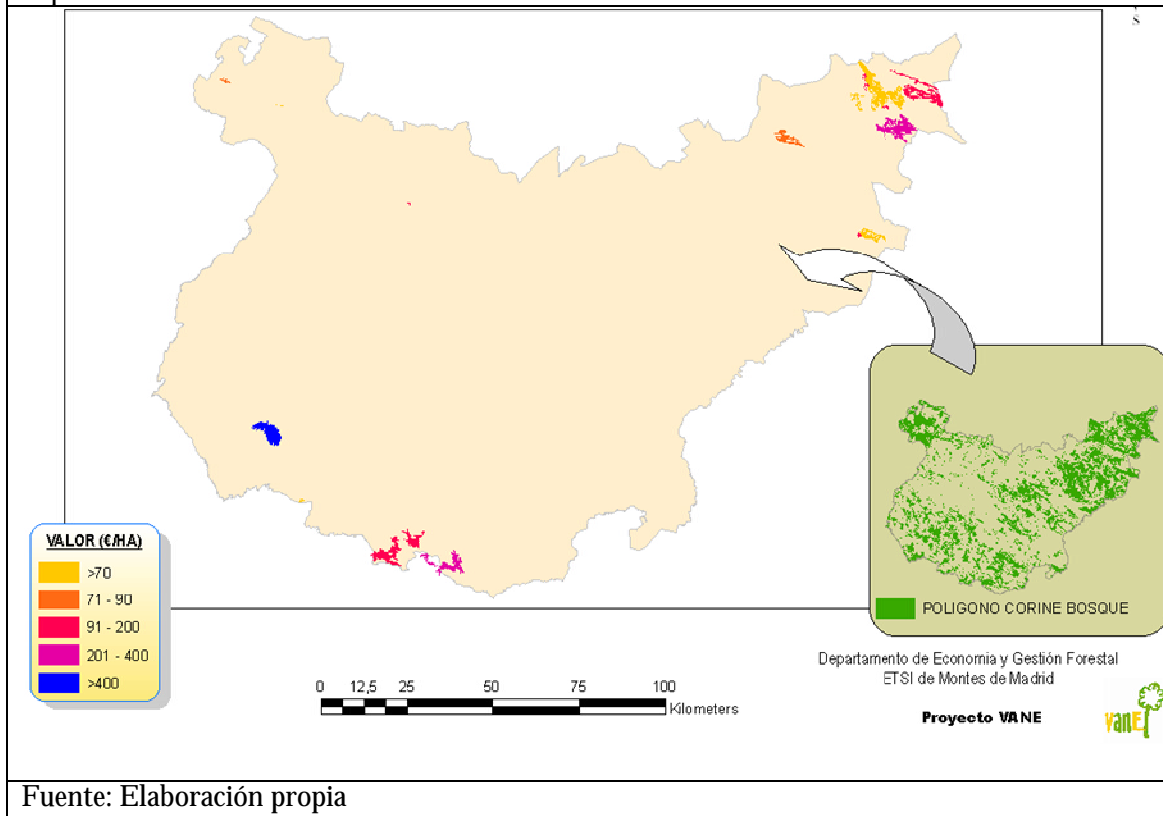 s
VALOR (€/HA)
>70
71 - 90
91 - 200
201 - 400
>400
0 12,5 25 50 75 100
Kilometers
POLIGONO CORINE BOSQUE
Departamento de Economia y Gestión Forestal
ETSI de Montes de Madrid
Proyecto VANE
vanE
Fuente: Elaboración propia